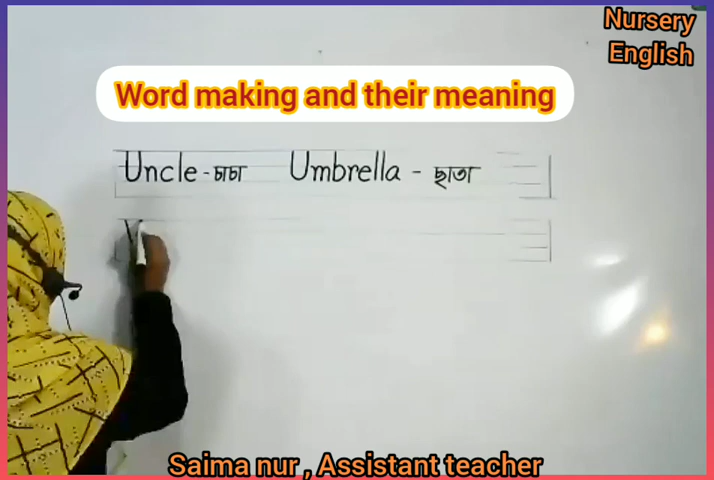 Nursery
English
Word making and their meaning
Uncle - চাচা Umbrella - ছাতা
V
Saima nur , Assistant teacher